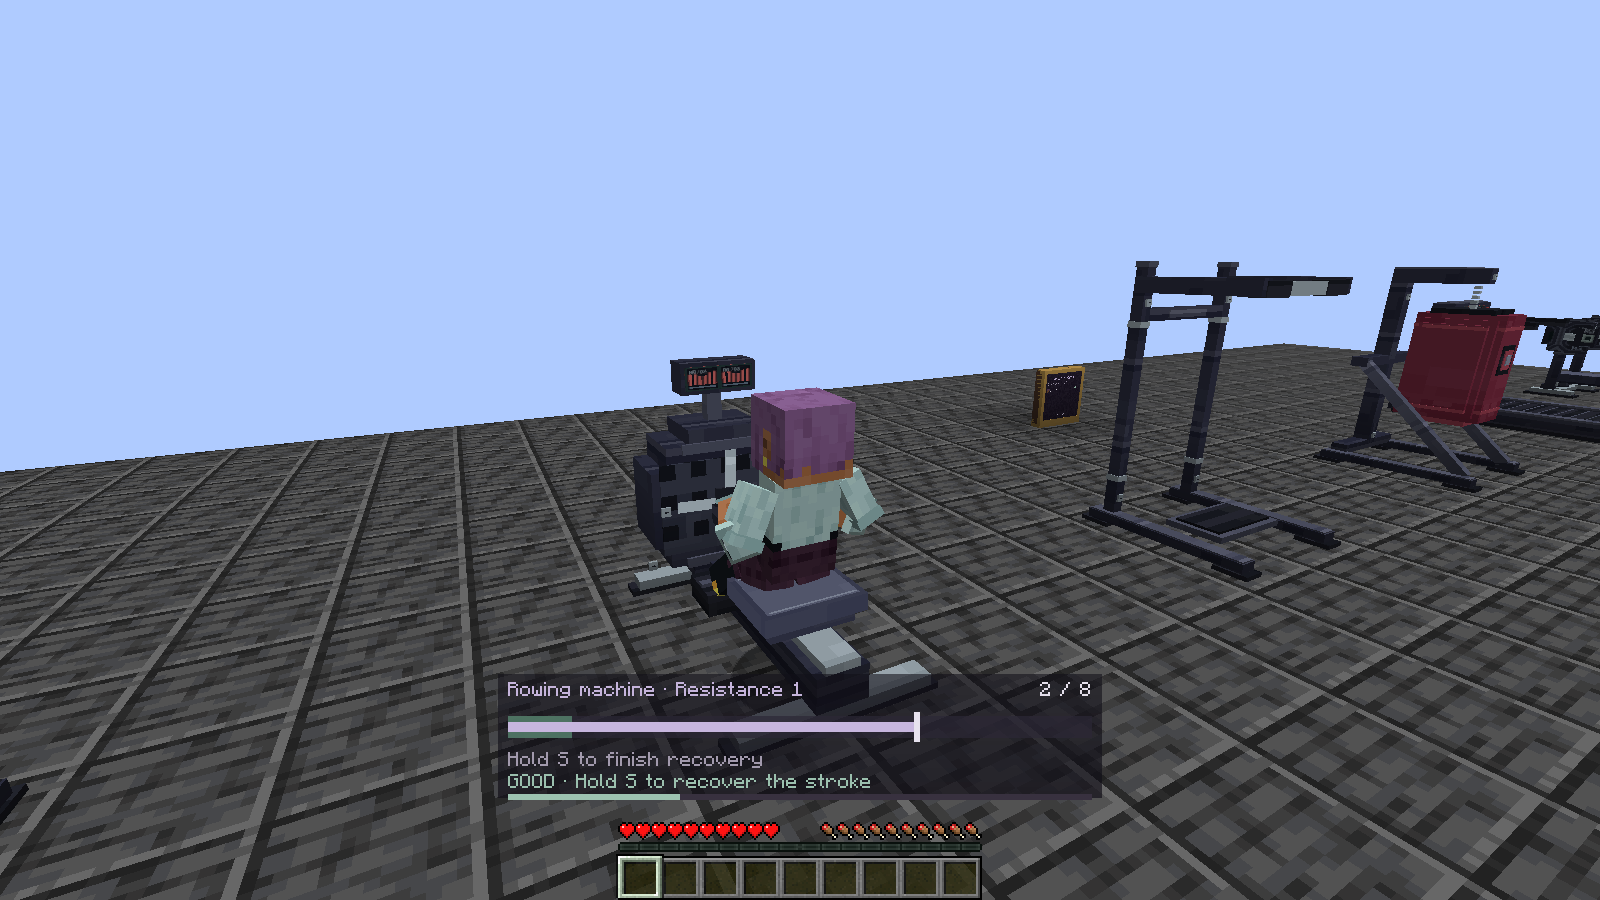 Rowing machine · Resistance 1
2 / 8
Hold S to finish recovery
GOOD · Hold S to recover the stroke